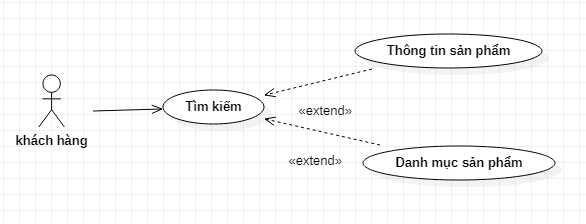 Thông tin sản phẩm
Tìm kiếm
«extend»
khách hàng
«extend»
Danh mục sản phẩm